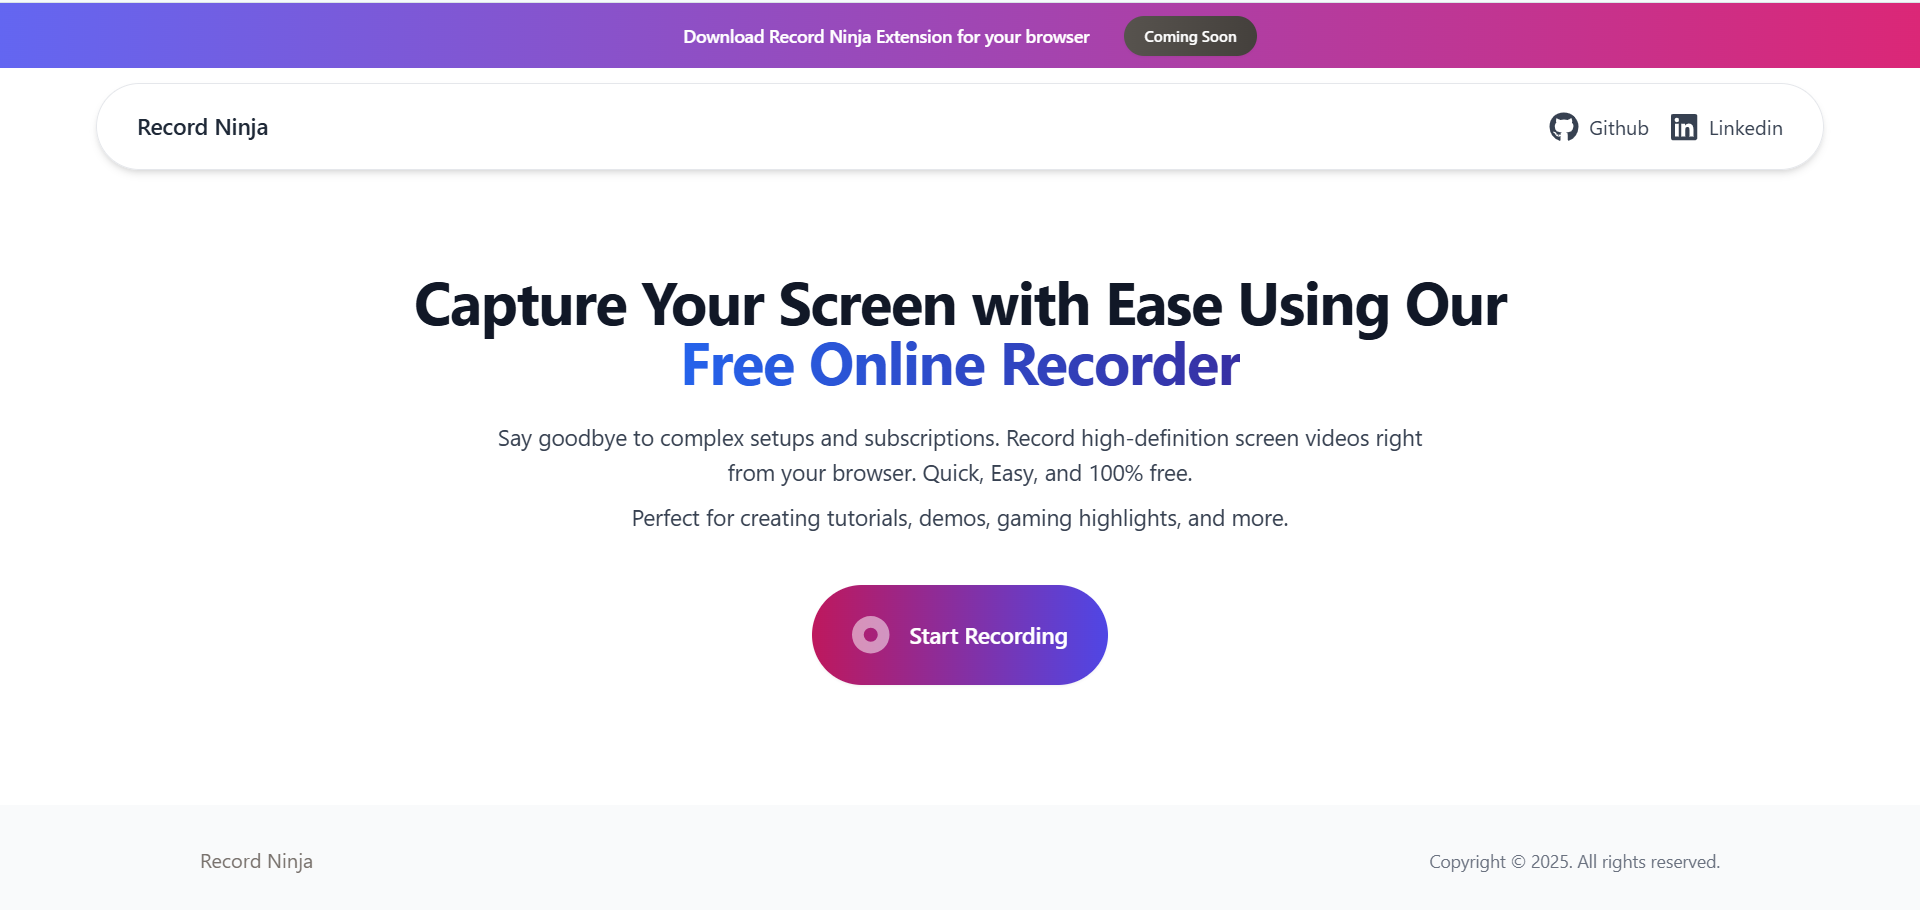 Download Record Ninja Extension for your browser
Coming Soon
Record Ninja
Github
Linkedin
Capture Your Screen with Ease Using Our
Free Online Recorder
Say goodbye to complex setups and subscriptions. Record high-definition screen videos right
from your browser. Quick, Easy, and 100% free.
Perfect for creating tutorials, demos, gaming highlights, and more.
Start Recording
Record Ninja
Copyright © 2025. All rights reserved.